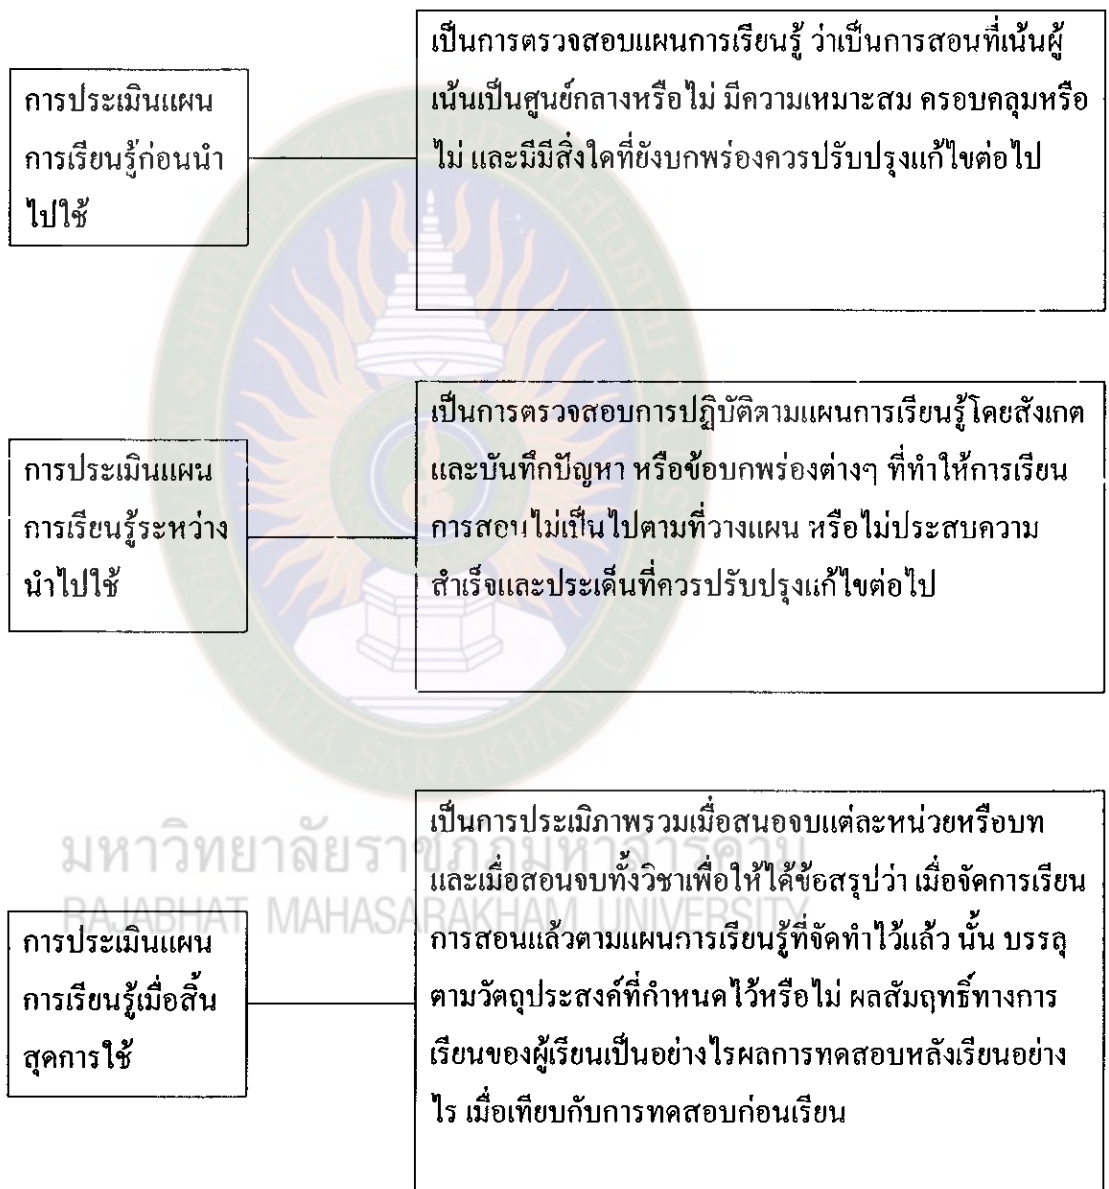 การประเมินแผน
การเรียนรู้ก่อนนำ
ไปใช้
เป็นการตรวจสอบแผนการเรียนรู้ ว่าเป็นการสอนที่เน้นผู้
เน้นเป็นศูนย์กลางหรือไม่ มีความเหมาะสม ครอบคลุมหรือ
ไม่ และมีมีสิ่งใดที่ยังบกพร่องควรปรับปรุงแก้ไขต่อไป
การประเมินแผน
การเรียนรู้ระหว่าง
นำไปใช้
เป็นการตรวจสอบการปฏิบัติตามแผนการเรียนรู้โดยสังเกต
และบันทึกปัญหา หรือข้อบกพร่องต่างๆ ที่ทำให้การเรียน
การสอนไม่เป็นไปตามที่วางแผน หรือไม่ประสบความ
สำเร็จและประเด็นที่ควรปรับปรุงแก้ไขต่อไป
การประเมินแผน
การเรียนรู้เมื่อสิ้น
สุดการใช้
เป็นการประเมิภาพรวมเมื่อสนอจบแต่ละหน่วยหรือบท
และเมื่อสอนจบทั้งวิชาเพื่อให้ได้ข้อสรุปว่า เมื่อจัดการเรียน
การสอนแล้วตามแผนการเรียนรู้ที่จัดทำไว้แล้ว นั้น บรรลุ
ตามวัตถุประสงค์ที่กำหนดไว้หรือไม่ ผลสัมฤทธิ์ทางการ
เรียนของผู้เรียนเป็นอย่างไรผลการทดสอบหลังเรียนอย่าง
ไร เมื่อเทียบกับการทดสอบก่อนเรียน
มหาวิทยาลัยราชภัฏมหาสารคาม
RAJABHAT MAHASARAKHAM UNIVERSITY